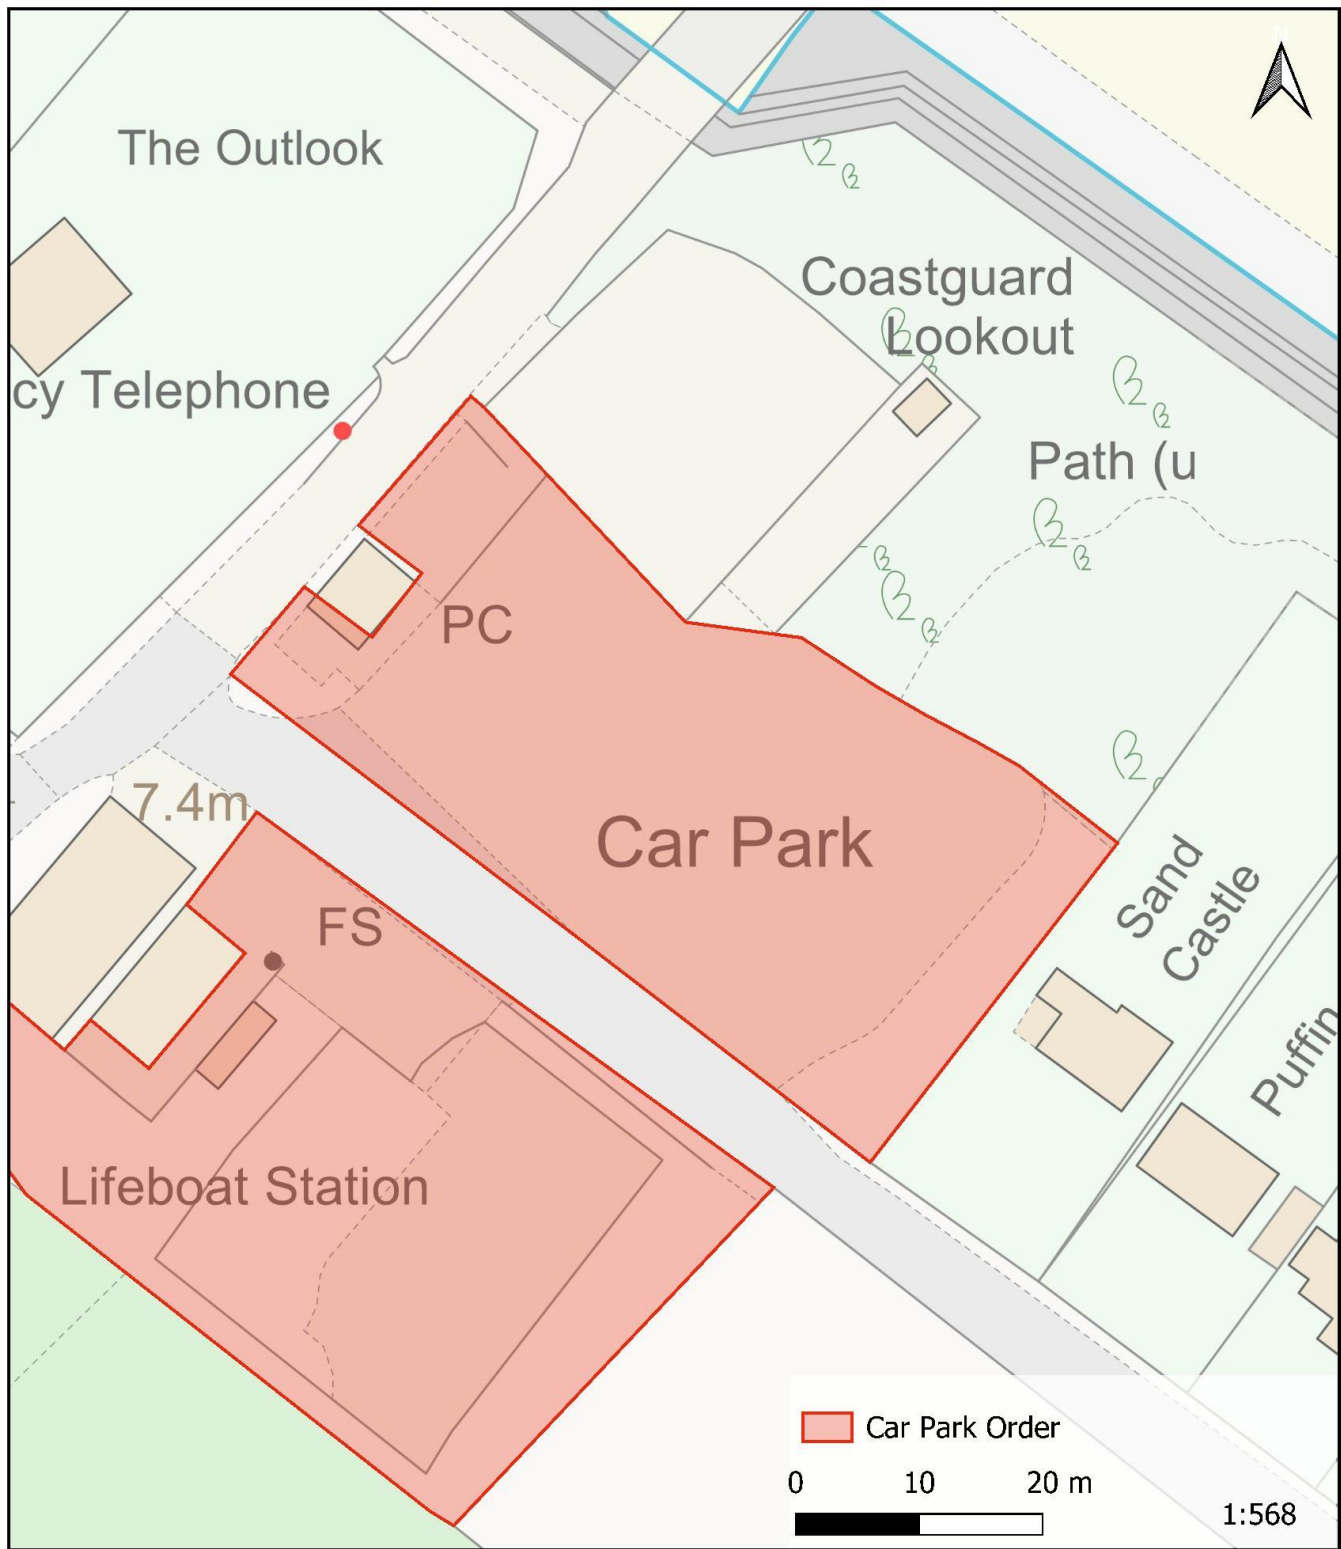 The Outlook
Coastguard
Lookout
cy Telephone
Path (u
PC
7.4m
Car Park
FS
Sand
Castle
Puffin
Lifeboat Station
Car Park Order
0 10 20 m
1:568